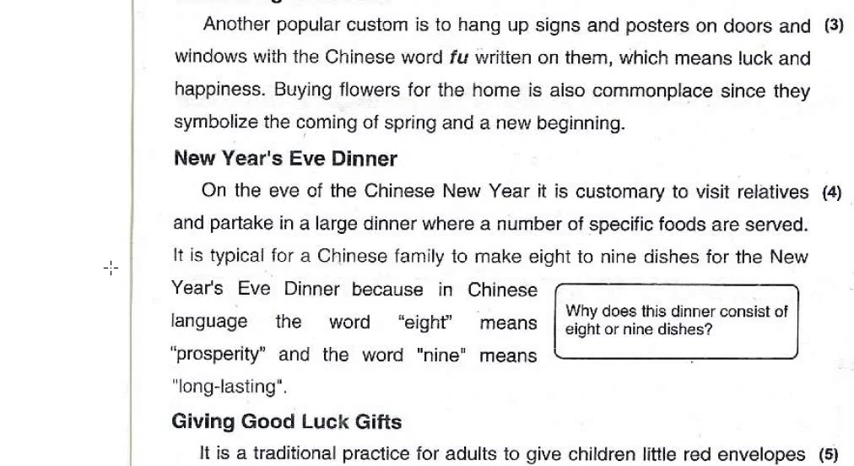 Another popular custom is to hang up signs and posters on doors and (3)
windows with the Chinese word fu written on them, which means luck and
happiness. Buying flowers for the home is also commonplace since they
symbolize the coming of spring and a new beginning.
New Year's Eve Dinner
On the eve of the Chinese New Year it is customary to visit relatives (4)
and partake in a large dinner where a number of specific foods are served.
It is typical for a Chinese family to make eight to nine dishes for the New
Year's Eve Dinner because in Chinese
language the word “eight” means
“prosperity” and the word "nine" means
"long-lasting".
Why does this dinner consist of
eight or nine dishes?
Giving Good Luck Gifts
It is a traditional practice for adults to give children little red envelopes (5)